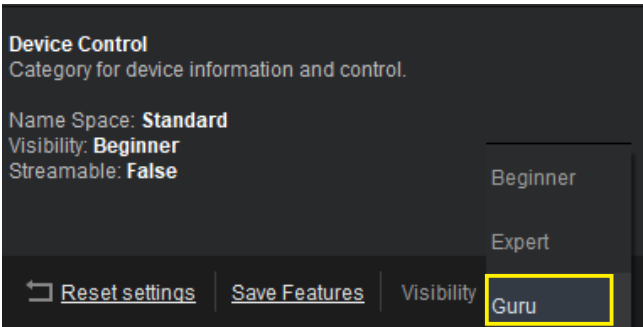 Device Control
Category for device information and control.
Name Space: Standard
Visibility: Beginner
Streamable: False
Beginner
Expert
Reset settings Save Features Visibility Guru